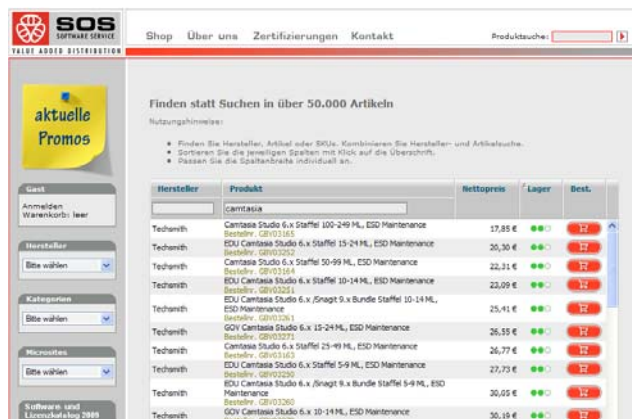 SOS
SOFTWARE SERVICE
VALUE ADDED DISTRIBUTION
Shop Über uns Zertifizierungen Kontakt
Produktsuche:
aktuelle
Promos
Finden statt Suchen in über 50.000 Artikeln
Nutzungshinweise:
Finden Sie Hersteller, Artikel oder SKUs. Kombinieren Sie Hersteller- und Artikelsuche.
Sortieren Sie die jeweiligen Spalten mit Klick auf die Überschrift.
Passen Sie die Spaltenbreite individuell an.
Gast
Anmelden
Warenkorb: leer
Hersteller
Bitte wählen
Kategorien
Bitte wählen
Microsites
Bitte wählen
Software und
Lizenzkatalog 2009
Hersteller Produkt Nettopreis Lager Best.
camtasia
Techsmith Camtasia Studio 6.x Staffel 100-249 ML, ESD Maintenance 17,85 €
Bestellnr. GBV03165
Techsmith EDU Camtasia Studio 6.x Staffel 15-24 ML, ESD Maintenance 20,30 €
Bestellnr. GBV03252
Techsmith Camtasia Studio 6.x Staffel 50-99 ML, ESD Maintenance 22,31 €
Bestellnr. GBV03164
Techsmith EDU Camtasia Studio 6.x Staffel 10-14 ML, ESD Maintenance 23,09 €
Bestellnr. GBV03251
Techsmith EDU Camtasia Studio 6.x /Snagit 9.x Bundle Staffel 10-14 ML,
ESD Maintenance 25,41 €
Bestellnr. GBV03261
Techsmith GOV Camtasia Studio 6.x 15-24 ML, ESD Maintenance 26,55 €
Bestellnr. GBV03271
Techsmith Camtasia Studio 6.x Staffel 25-49 ML, ESD Maintenance 26,77 €
Bestellnr. GBV03163
Techsmith EDU Camtasia Studio 6.x Staffel 5-9 ML, ESD Maintenance 27,73 €
Bestellnr. GBV03250
Techsmith EDU Camtasia Studio 6.x /Snagit 9.x Bundle Staffel 5-9 ML, ESD
Maintenance 30,05 €
Bestellnr. GBV03260
Techsmith GOV Camtasia Studio 6.x 10-14 ML, ESD Maintenance 30,19 €